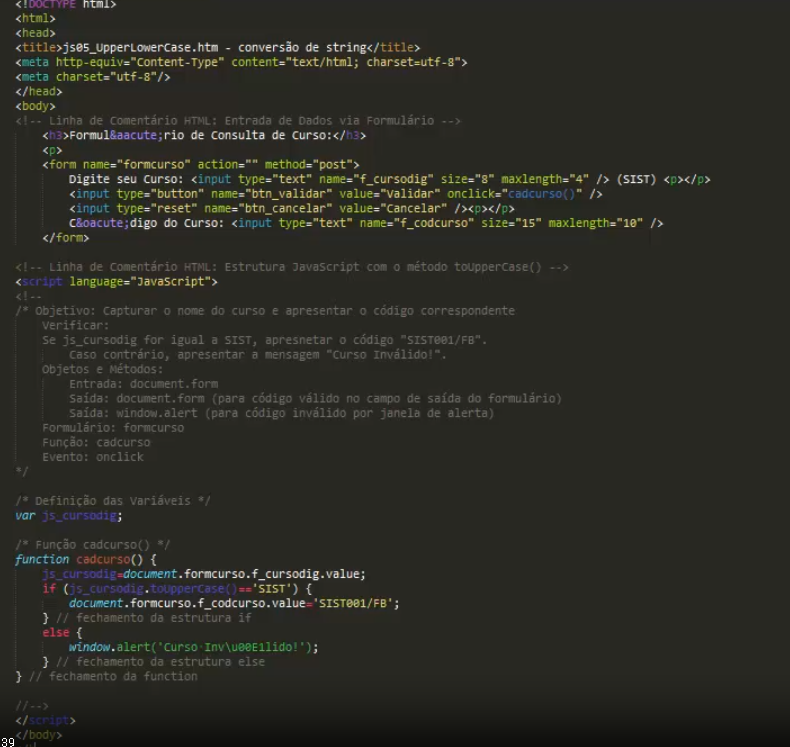 <!DOCTYPE html>
<html>
<head>
<title>js05_UpperLowerCase.htm - conversão de string</title>
<meta http-equiv="Content-Type" content="text/html; charset=utf-8">
<meta charset="utf-8"/>
</head>
<body>
<!-- Linha de Comentário HTML: Entrada de Dados via Formulário -->
<h3>Formul&aacute;rio de Consulta de Curso:</h3>
<p>
<form name="formcurso" action="" method="post">
Digite seu Curso: <input type="text" name="f_cursodig" size="8" maxlength="4" /> (SIST) <p></p>
<input type="button" name="btn_validar" value="Validar" onclick="cadcurso()" />
<input type="reset" name="btn_cancelar" value="Cancelar" /><p></p>
C&oacute;digo do Curso: <input type="text" name="f_codcurso" size="15" maxlength="10" />
</form>
<!-- Linha de Comentário HTML: Estrutura JavaScript com o método toUpperCase() -->
<script language="JavaScript">
<!--
/* Objetivo: Capturar o nome do curso e apresentar o código correspondente
Verificar:
Se js_cursodig for igual a SIST, apresnetar o código "SIST001/FB".
Caso contrário, apresentar a mensagem "Curso Inválido!".
Objetos e Métodos:
Entrada: document.form
Saída: document.form (para código válido no campo de saída do formulário)
Saída: window.alert (para código inválido por janela de alerta)
Formulário: formcurso
Função: cadcurso
Evento: onclick
*/
/* Definição das Variáveis */
var js_cursodig;
/* Função cadcurso() */
function cadcurso() {
js_cursodig=document.formcurso.f_cursodig.value;
if (js_cursodig.toUpperCase()=='SIST') {
document.formcurso.f_codcurso.value='SIST001/FB';
} // fechamento da estrutura if
else {
window.alert('Curso Inv\u00E1lido!');
} // fechamento da estrutura else
} // fechamento da function
//-->
</script>
</body>
39